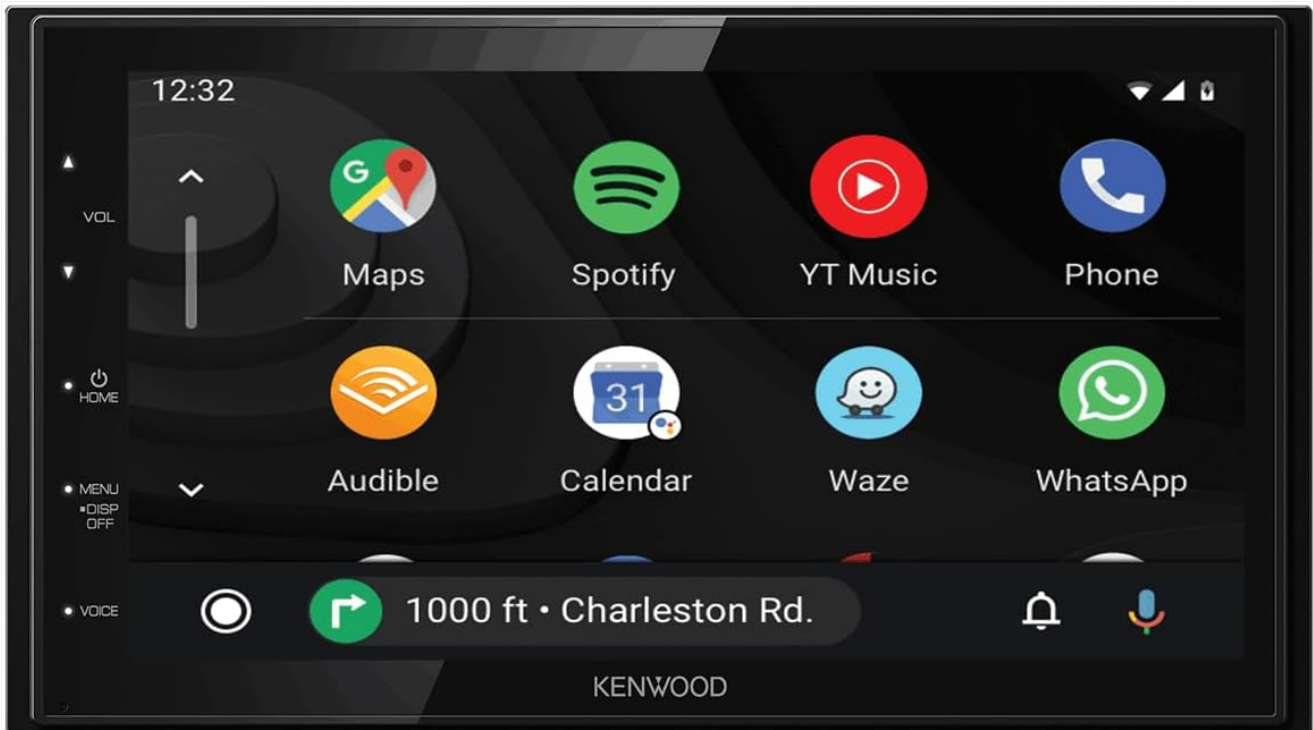 12:32
VOL
HOME
MENU
DISP
OFF
VOICE
G
Maps
Spotify
YT Music
Phone
31
Audible
Calendar
Waze
WhatsApp
1000 ft • Charleston Rd.
KENWOOD